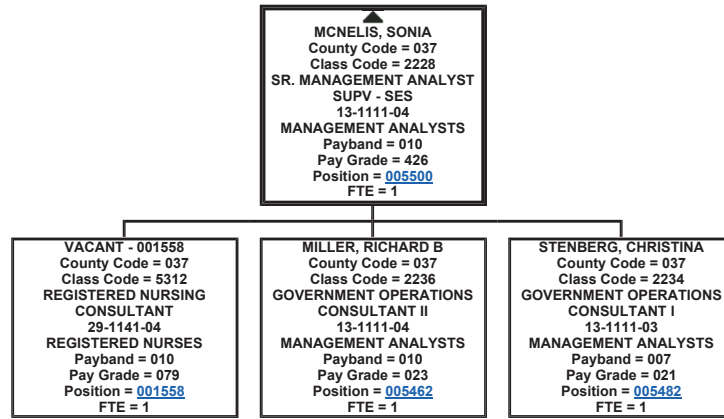 MCNELIS, SONIA
County Code = 037
Class Code = 2228
SR. MANAGEMENT ANALYST
SUPV - SES
13-1111-04
MANAGEMENT ANALYSTS
Payband = 010
Pay Grade = 426
Position = 005500
FTE = 1
VACANT - 001558
County Code = 037
Class Code = 5312
REGISTERED NURSING
CONSULTANT
29-1141-04
REGISTERED NURSES
Payband = 010
Pay Grade = 079
Position = 001558
FTE = 1
MILLER, RICHARD B
County Code = 037
Class Code = 2236
GOVERNMENT OPERATIONS
CONSULTANT II
13-1111-04
MANAGEMENT ANALYSTS
Payband = 010
Pay Grade = 023
Position = 005462
FTE = 1
STENBERG, CHRISTINA
County Code = 037
Class Code = 2234
GOVERNMENT OPERATIONS
CONSULTANT I
13-1111-03
MANAGEMENT ANALYSTS
Payband = 007
Pay Grade = 021
Position = 005482
FTE = 1